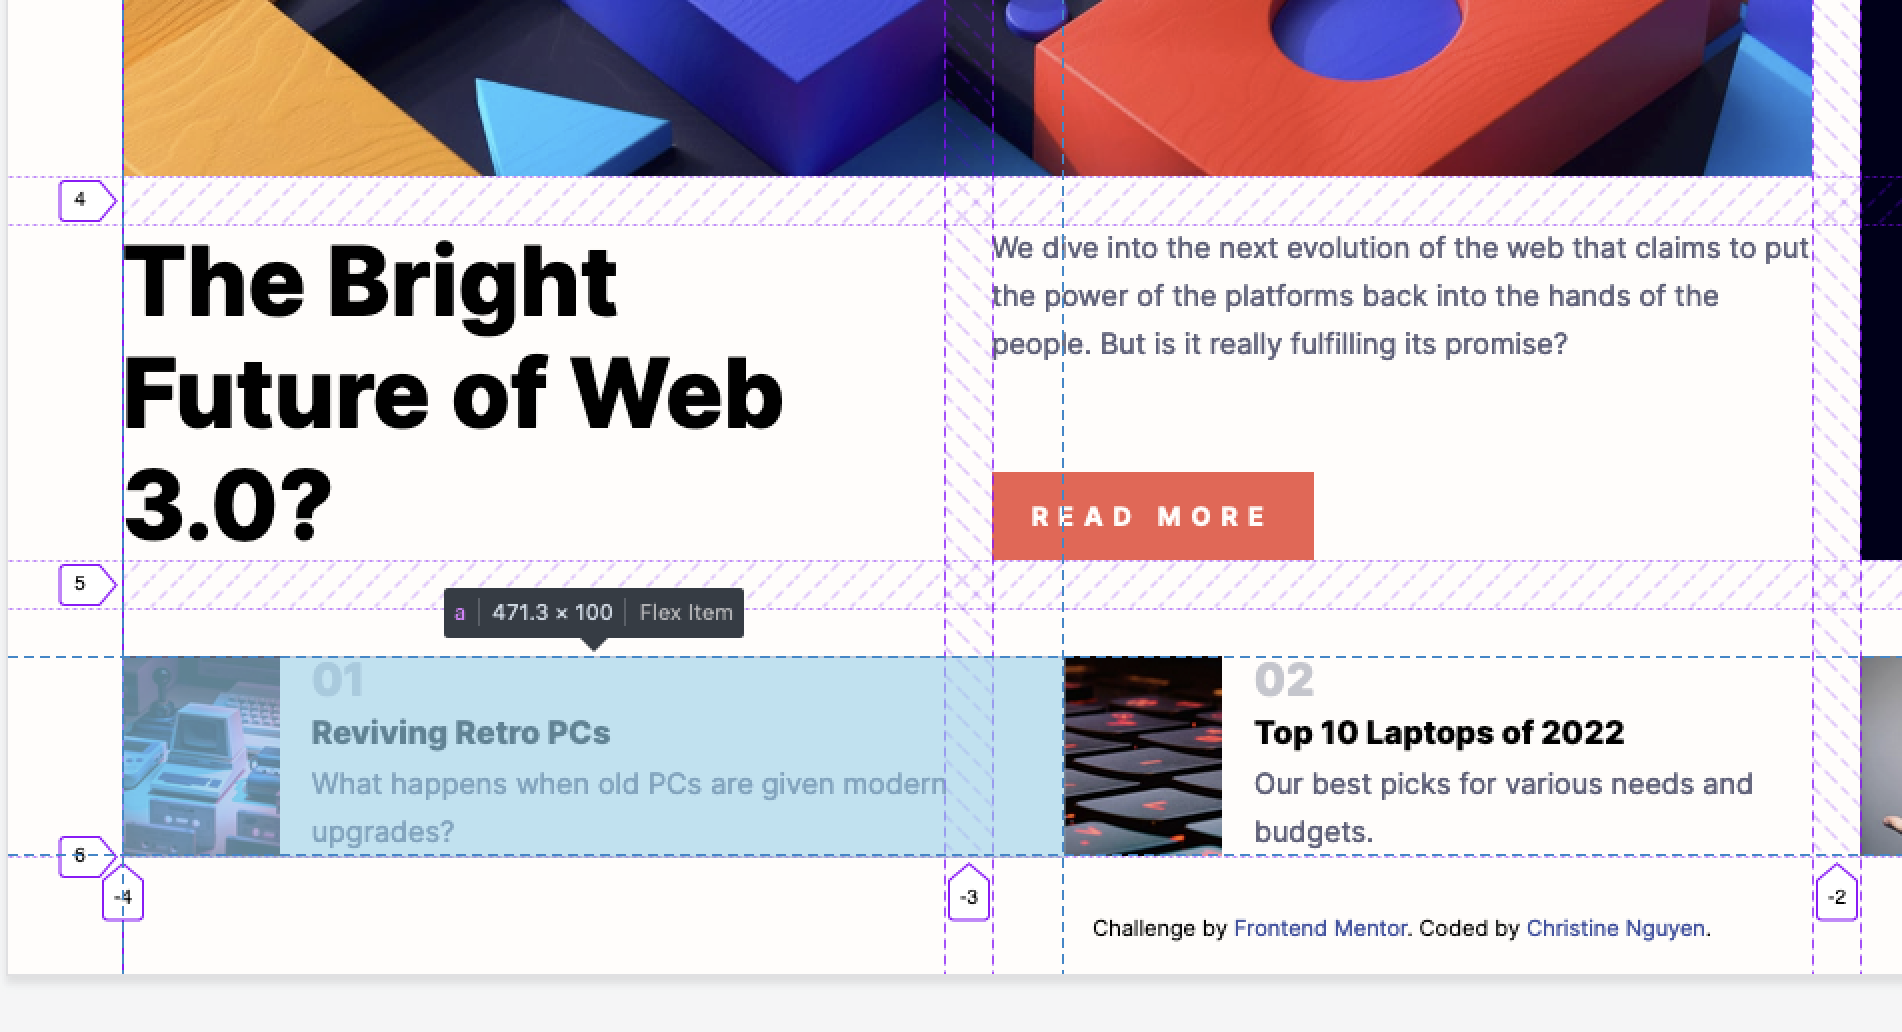 4
The Bright
Future of Web
3.0?
We dive into the next evolution of the web that claims to put
the power of the platforms back into the hands of the
people. But is it really fulfilling its promise?
READ MORE
5
a 471.3 × 100 Flex Item
01
Reviving Retro PCs
What happens when old PCs are given modern
upgrades?
02
Top 10 Laptops of 2022
Our best picks for various needs and
budgets.
6
-4
-3
-2
Challenge by Frontend Mentor. Coded by Christine Nguyen.